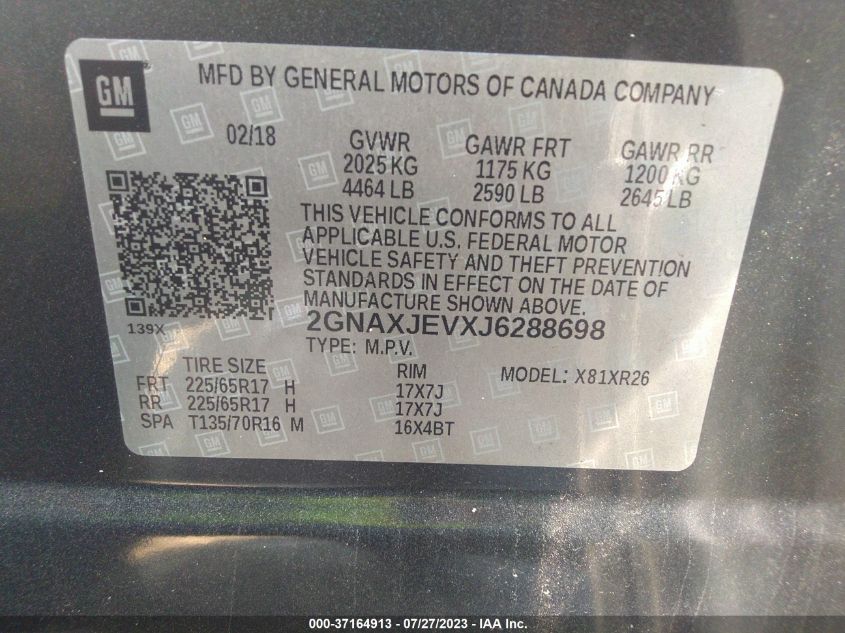 GM
MFD BY GENERAL MOTORS OF CANADA COMPANY
02/18 GVWR GAWR FRT GAWR RR
2025 KG 1175 KG 1200 KG
4464 LB 2590 LB 2645 LB
THIS VEHICLE CONFORMS TO ALL
APPLICABLE U.S. FEDERAL MOTOR
VEHICLE SAFETY AND THEFT PREVENTION
STANDARDS IN EFFECT ON THE DATE OF
MANUFACTURE SHOWN ABOVE.
139X 2GNAXJEVXJ6288698
TYPE: M.P.V.
TIRE SIZE RIM MODEL: X81XR26
FRT 225/65R17 H 17X7J
RR 225/65R17 H 17X7J
SPA T135/70R16 M 16X4BT
000-37164913 - 07/27/2023 - IAA Inc.